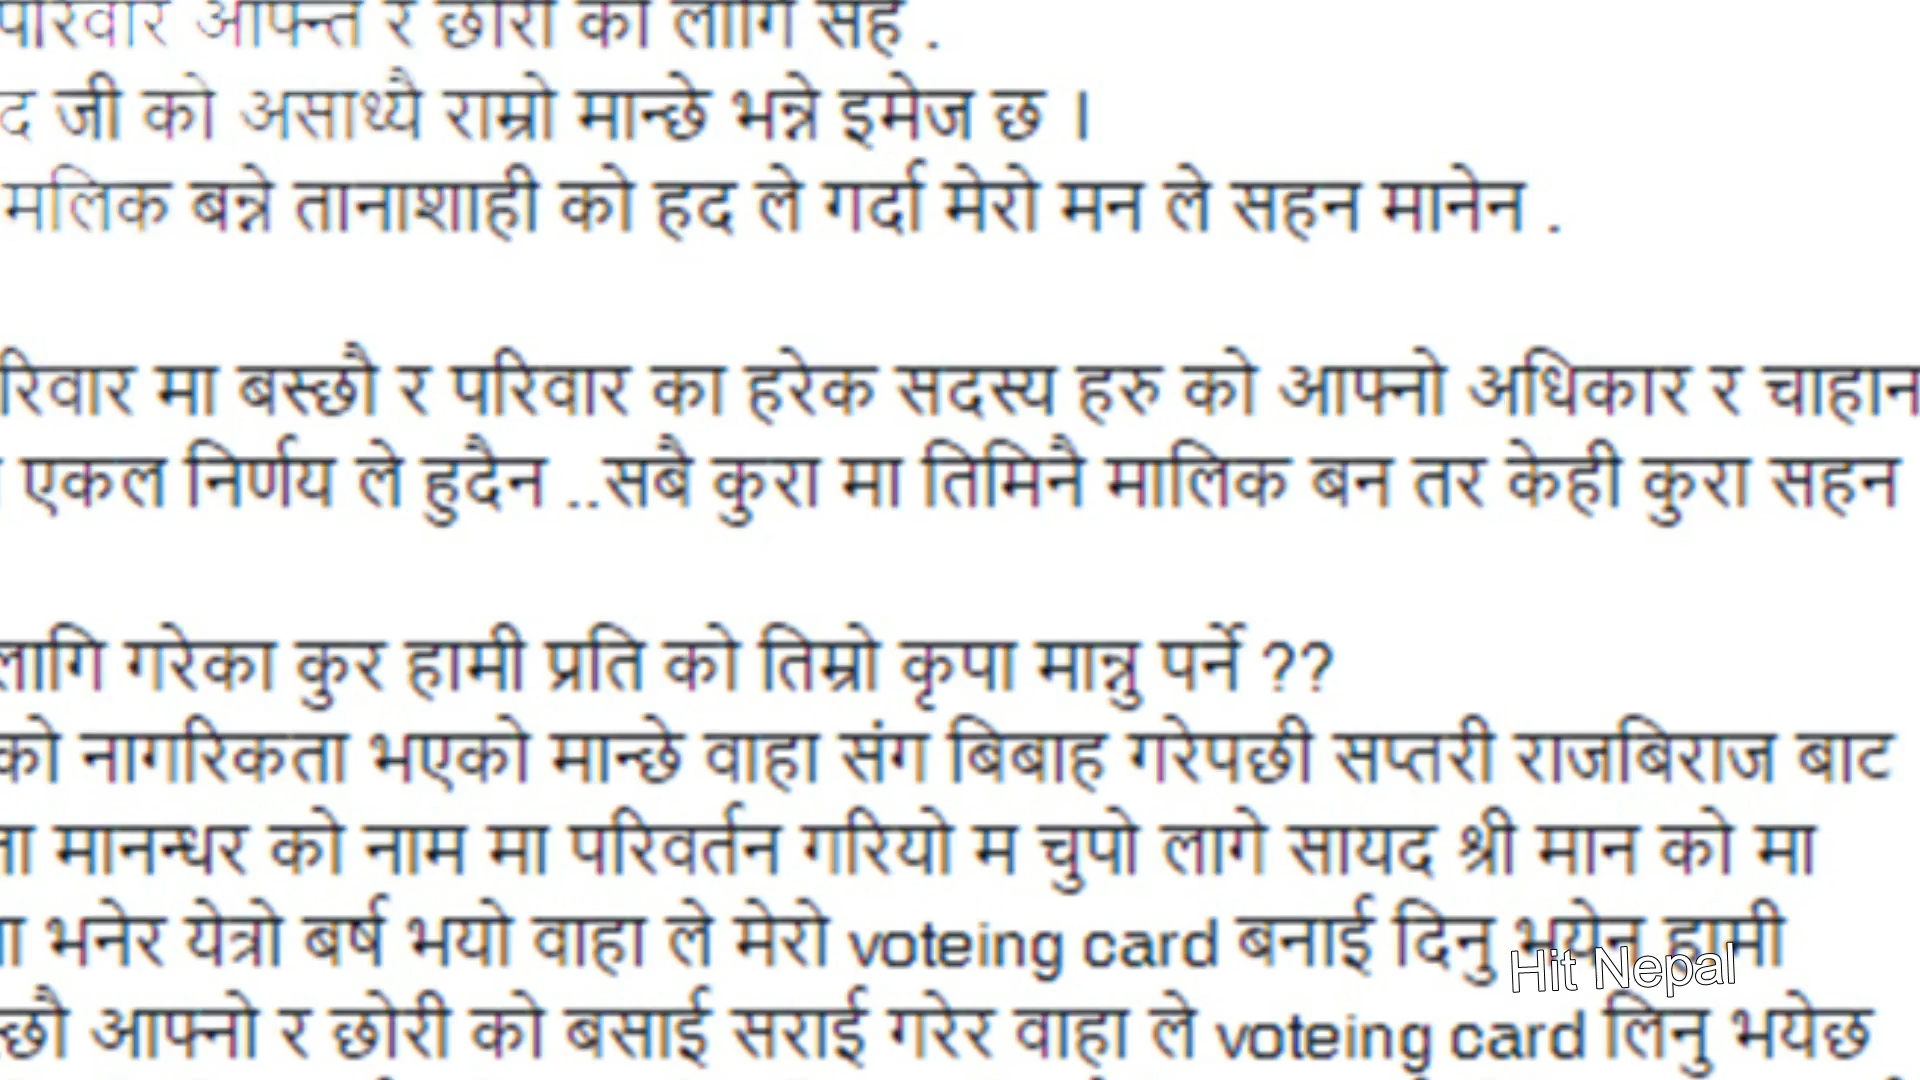 परिवार आफ्न्त र छोरी को लागि सहे .
जी को असाध्यै राम्रो मान्छे भन्ने इमेज छ ।
मलिक बन्ने तानाशाही को हद ले गर्दा मेरो मन ले सहन मानेन .
मा बस्छौ र परिवार का हरेक सदस्य हरु को आफ्नो अधिकार र
एकल निर्णय ले हुदैन ..सबै कुरा मा तिमिनै मालिक बन तर केही कुरा सहन
लागि गरेका कुर हामी प्रति को तिम्रो कृपा मान्नु पर्ने ??
को नागरिकता भएको मान्छे वाहा संग बिबाह गरेपछी सप्तरी राजबिराज बाट
मानन्धर को नाम मा परिवर्तन गरियो म चुपो लागे सायद श्री मान को मा
भनेर येत्रो बर्ष भयो वाहा ले मेरो voteing card बनाई दिनु भयेन हामी
आफ्नो र छोरी को बसाई सराई गरेर वाहा ले voteing card लिनु भयेछ
Hit Nepal